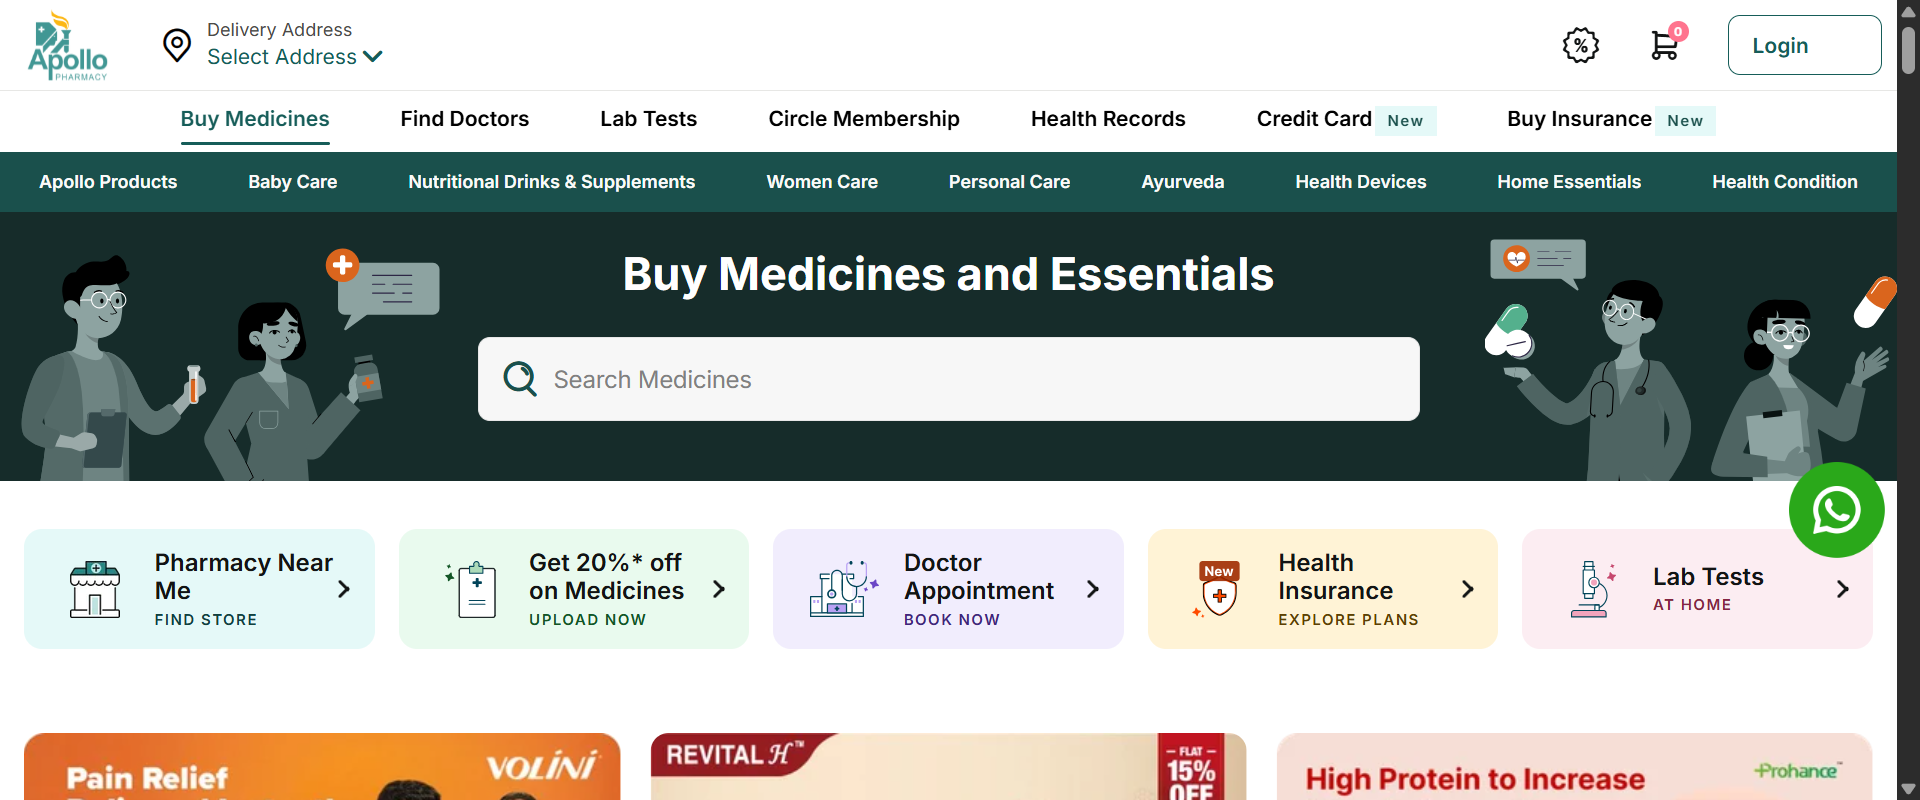 Apollo
PHARMACY
Delivery Address
Select Address
%
0
Login
Buy Medicines
Find Doctors
Lab Tests
Circle Membership
Health Records
Credit Card New
Buy Insurance New
Apollo Products
Baby Care
Nutritional Drinks & Supplements
Women Care
Personal Care
Ayurveda
Health Devices
Home Essentials
Health Condition
Buy Medicines and Essentials
Search Medicines
Pharmacy Near
Me
FIND STORE
Get 20%* off
on Medicines
UPLOAD NOW
Doctor
Appointment
BOOK NOW
New
Health
Insurance
EXPLORE PLANS
Lab Tests
AT HOME
Pain Relief
VOLINI
REVITAL H™
FLAT
15%
OFF
High Protein to Increase
Prohance™